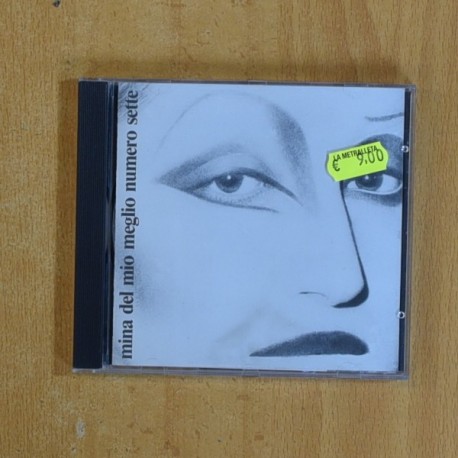 mina del mio meglio numero sette
LA METRALLETA
€ 9,00